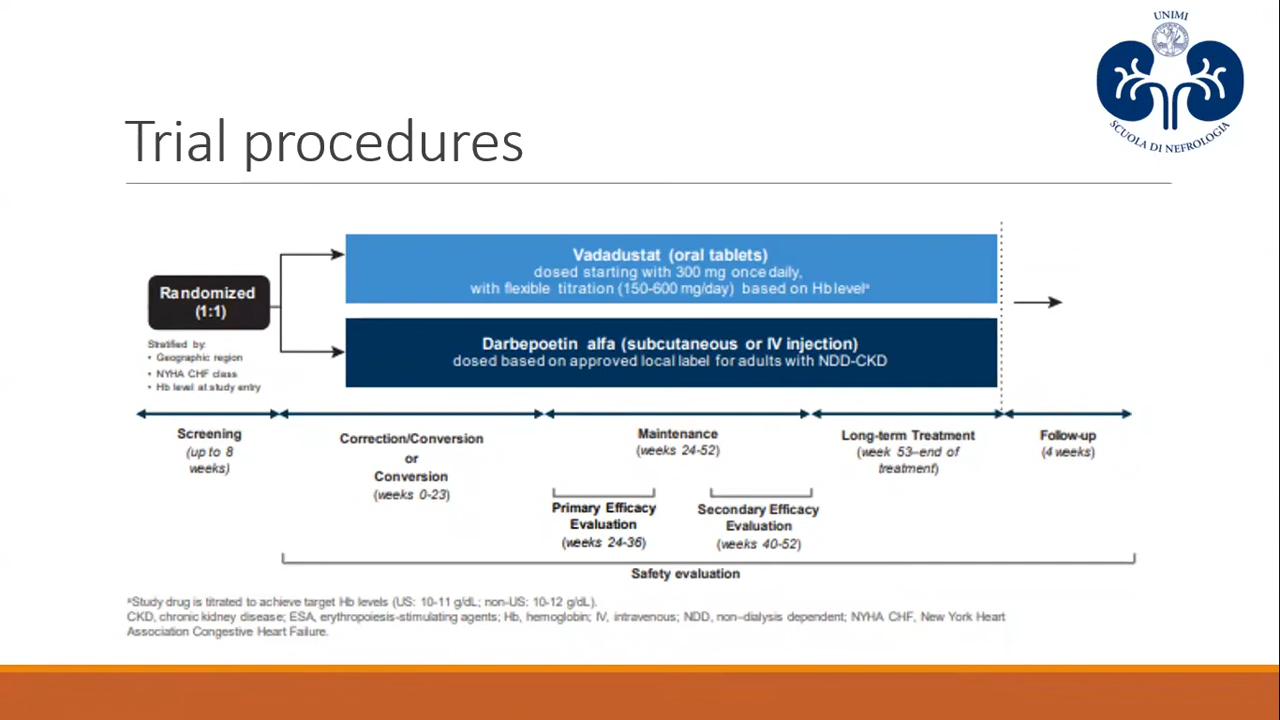 UNIMI
SCUOLA DI NEFROLOGIA
Trial procedures
Randomized
(1:1)
Stratified by:
• Geographic region
• NYHA CHF class
• Hb level at study entry
Vadadustat (oral tablets)
dosed starting with 300 mg once daily,
with flexible titration (150-600 mg/day) based on Hb levelᵃ
Darbepoetin alfa (subcutaneous or IV injection)
dosed based on approved local label for adults with NDD-CKD
Screening
(up to 8
weeks)
Correction/Conversion
or
Conversion
(weeks 0-23)
Maintenance
(weeks 24-52)
Long-term Treatment
(week 53–end of
treatment)
Follow-up
(4 weeks)
Primary Efficacy
Evaluation
(weeks 24-36)
Secondary Efficacy
Evaluation
(weeks 40-52)
Safety evaluation
ᵃStudy drug is titrated to achieve target Hb levels (US: 10-11 g/dL; non-US: 10-12 g/dL).
CKD, chronic kidney disease; ESA, erythropoiesis-stimulating agents; Hb, hemoglobin; IV, intravenous; NDD, non–dialysis dependent; NYHA CHF, New York Heart
Association Congestive Heart Failure.